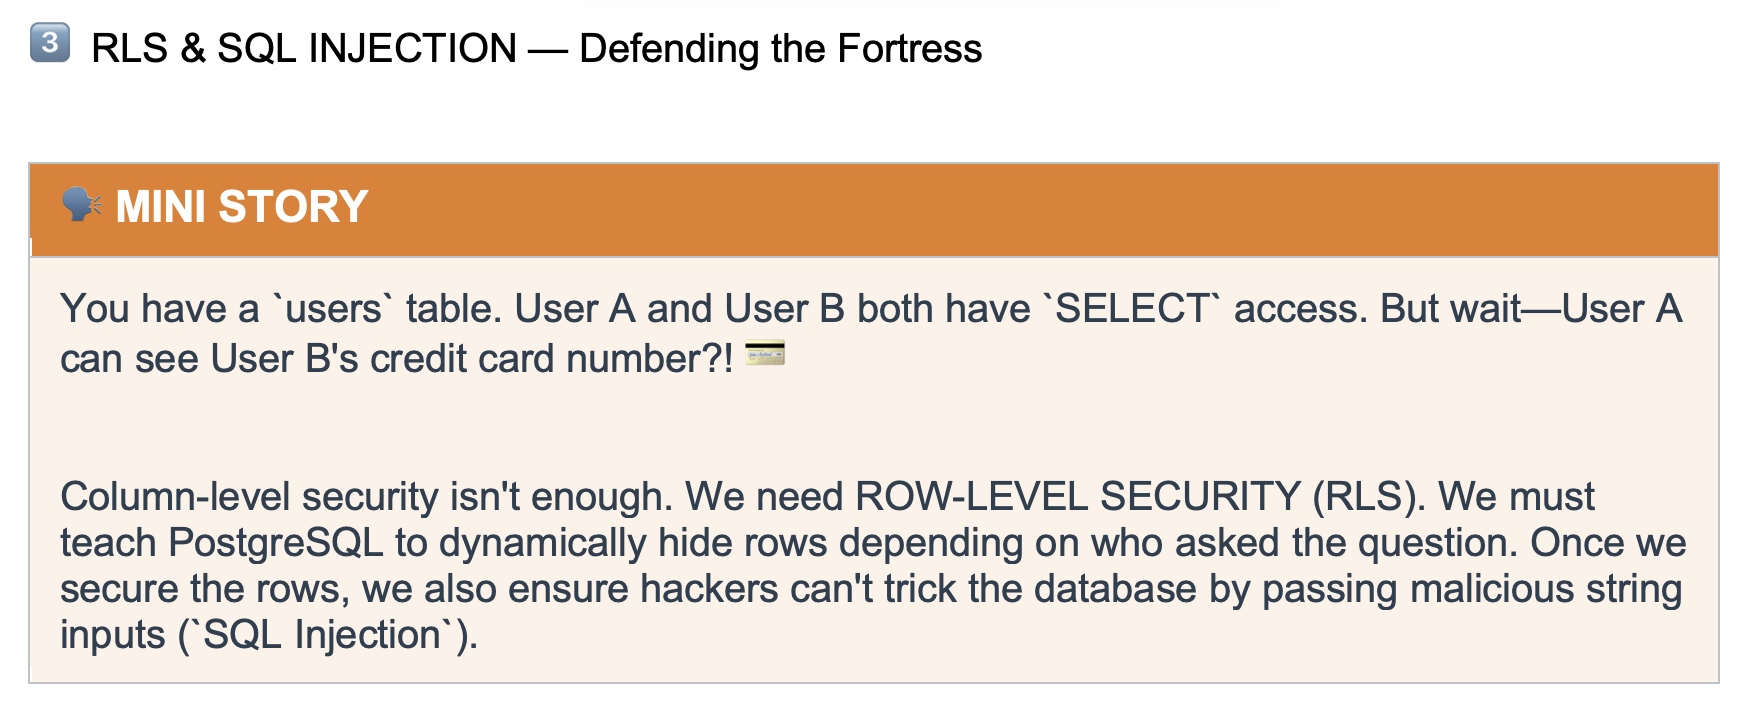 3️⃣ RLS & SQL INJECTION — Defending the Fortress
🗣️ MINI STORY
You have a `users` table. User A and User B both have `SELECT` access. But wait—User A
can see User B's credit card number?! 💳
Column-level security isn't enough. We need ROW-LEVEL SECURITY (RLS). We must
teach PostgreSQL to dynamically hide rows depending on who asked the question. Once we
secure the rows, we also ensure hackers can't trick the database by passing malicious string
inputs (`SQL Injection`).